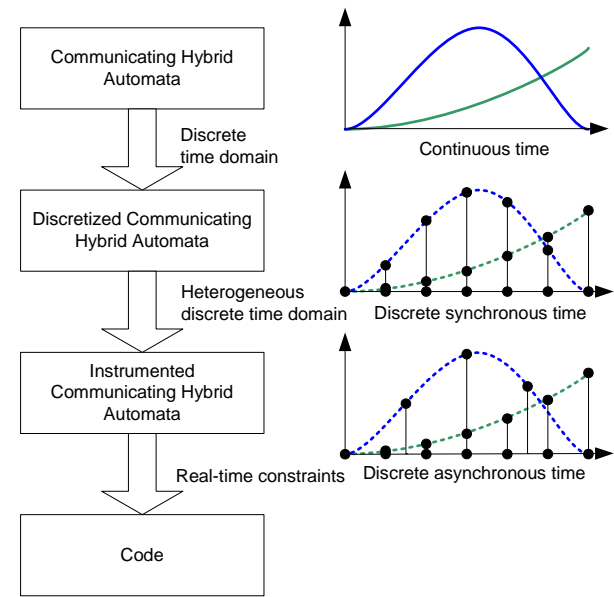 Communicating Hybrid
Automata
Discrete
time domain
Continuous time
Discretized Communicating
Hybrid Automata
Heterogeneous
discrete time domain
Discrete synchronous time
Instrumented
Communicating Hybrid
Automata
Real-time constraints
Discrete asynchronous time
Code